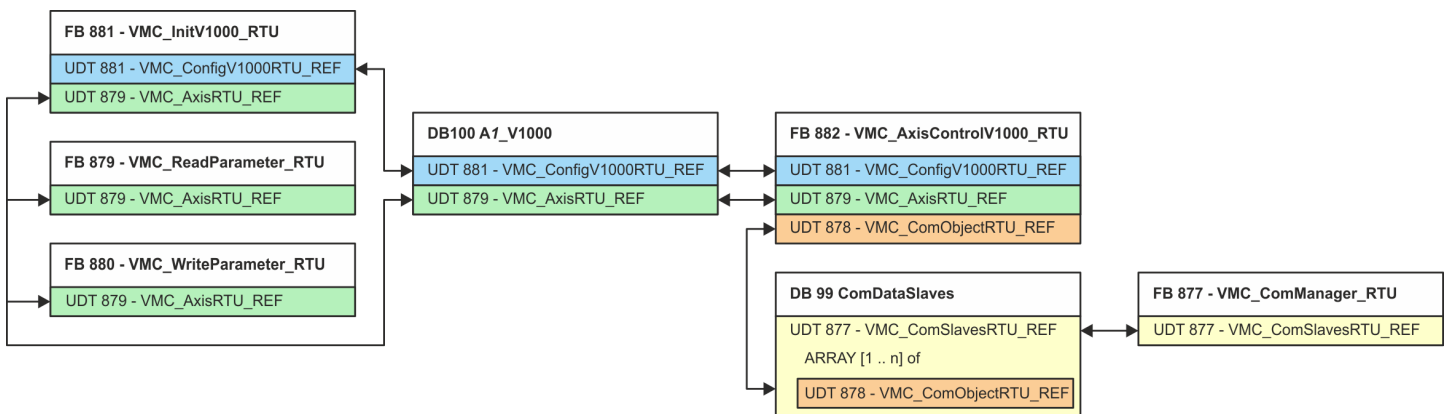 FB 881 - VMC_InitV1000_RTU
UDT 881 - VMC_ConfigV1000RTU_REF
UDT 879 - VMC_AxisRTU_REF
FB 879 - VMC_ReadParameter_RTU
UDT 879 - VMC_AxisRTU_REF
FB 880 - VMC_WriteParameter_RTU
UDT 879 - VMC_AxisRTU_REF
DB100 A1_V1000
UDT 881 - VMC_ConfigV1000RTU_REF
UDT 879 - VMC_AxisRTU_REF
FB 882 - VMC_AxisControlV1000_RTU
UDT 881 - VMC_ConfigV1000RTU_REF
UDT 879 - VMC_AxisRTU_REF
UDT 878 - VMC_ComObjectRTU_REF
DB 99 ComDataSlaves
UDT 877 - VMC_ComSlavesRTU_REF
ARRAY [1 .. n] of
UDT 878 - VMC_ComObjectRTU_REF
FB 877 - VMC_ComManager_RTU
UDT 877 - VMC_ComSlavesRTU_REF